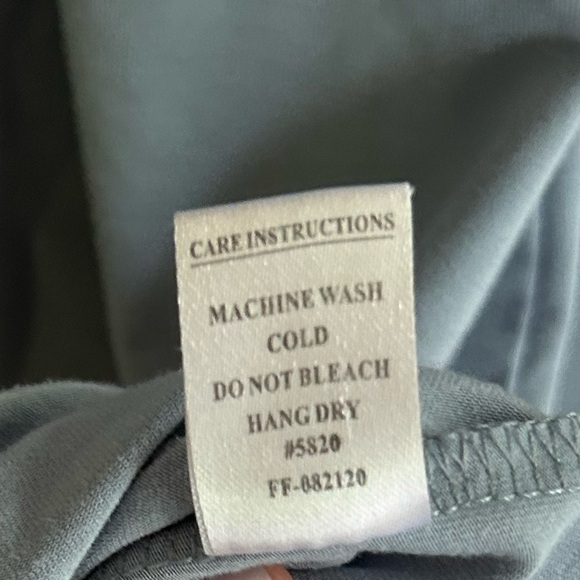 CARE INSTRUCTIONS
MACHINE WASH
COLD
DO NOT BLEACH
HANG DRY
#5820
FF-082120